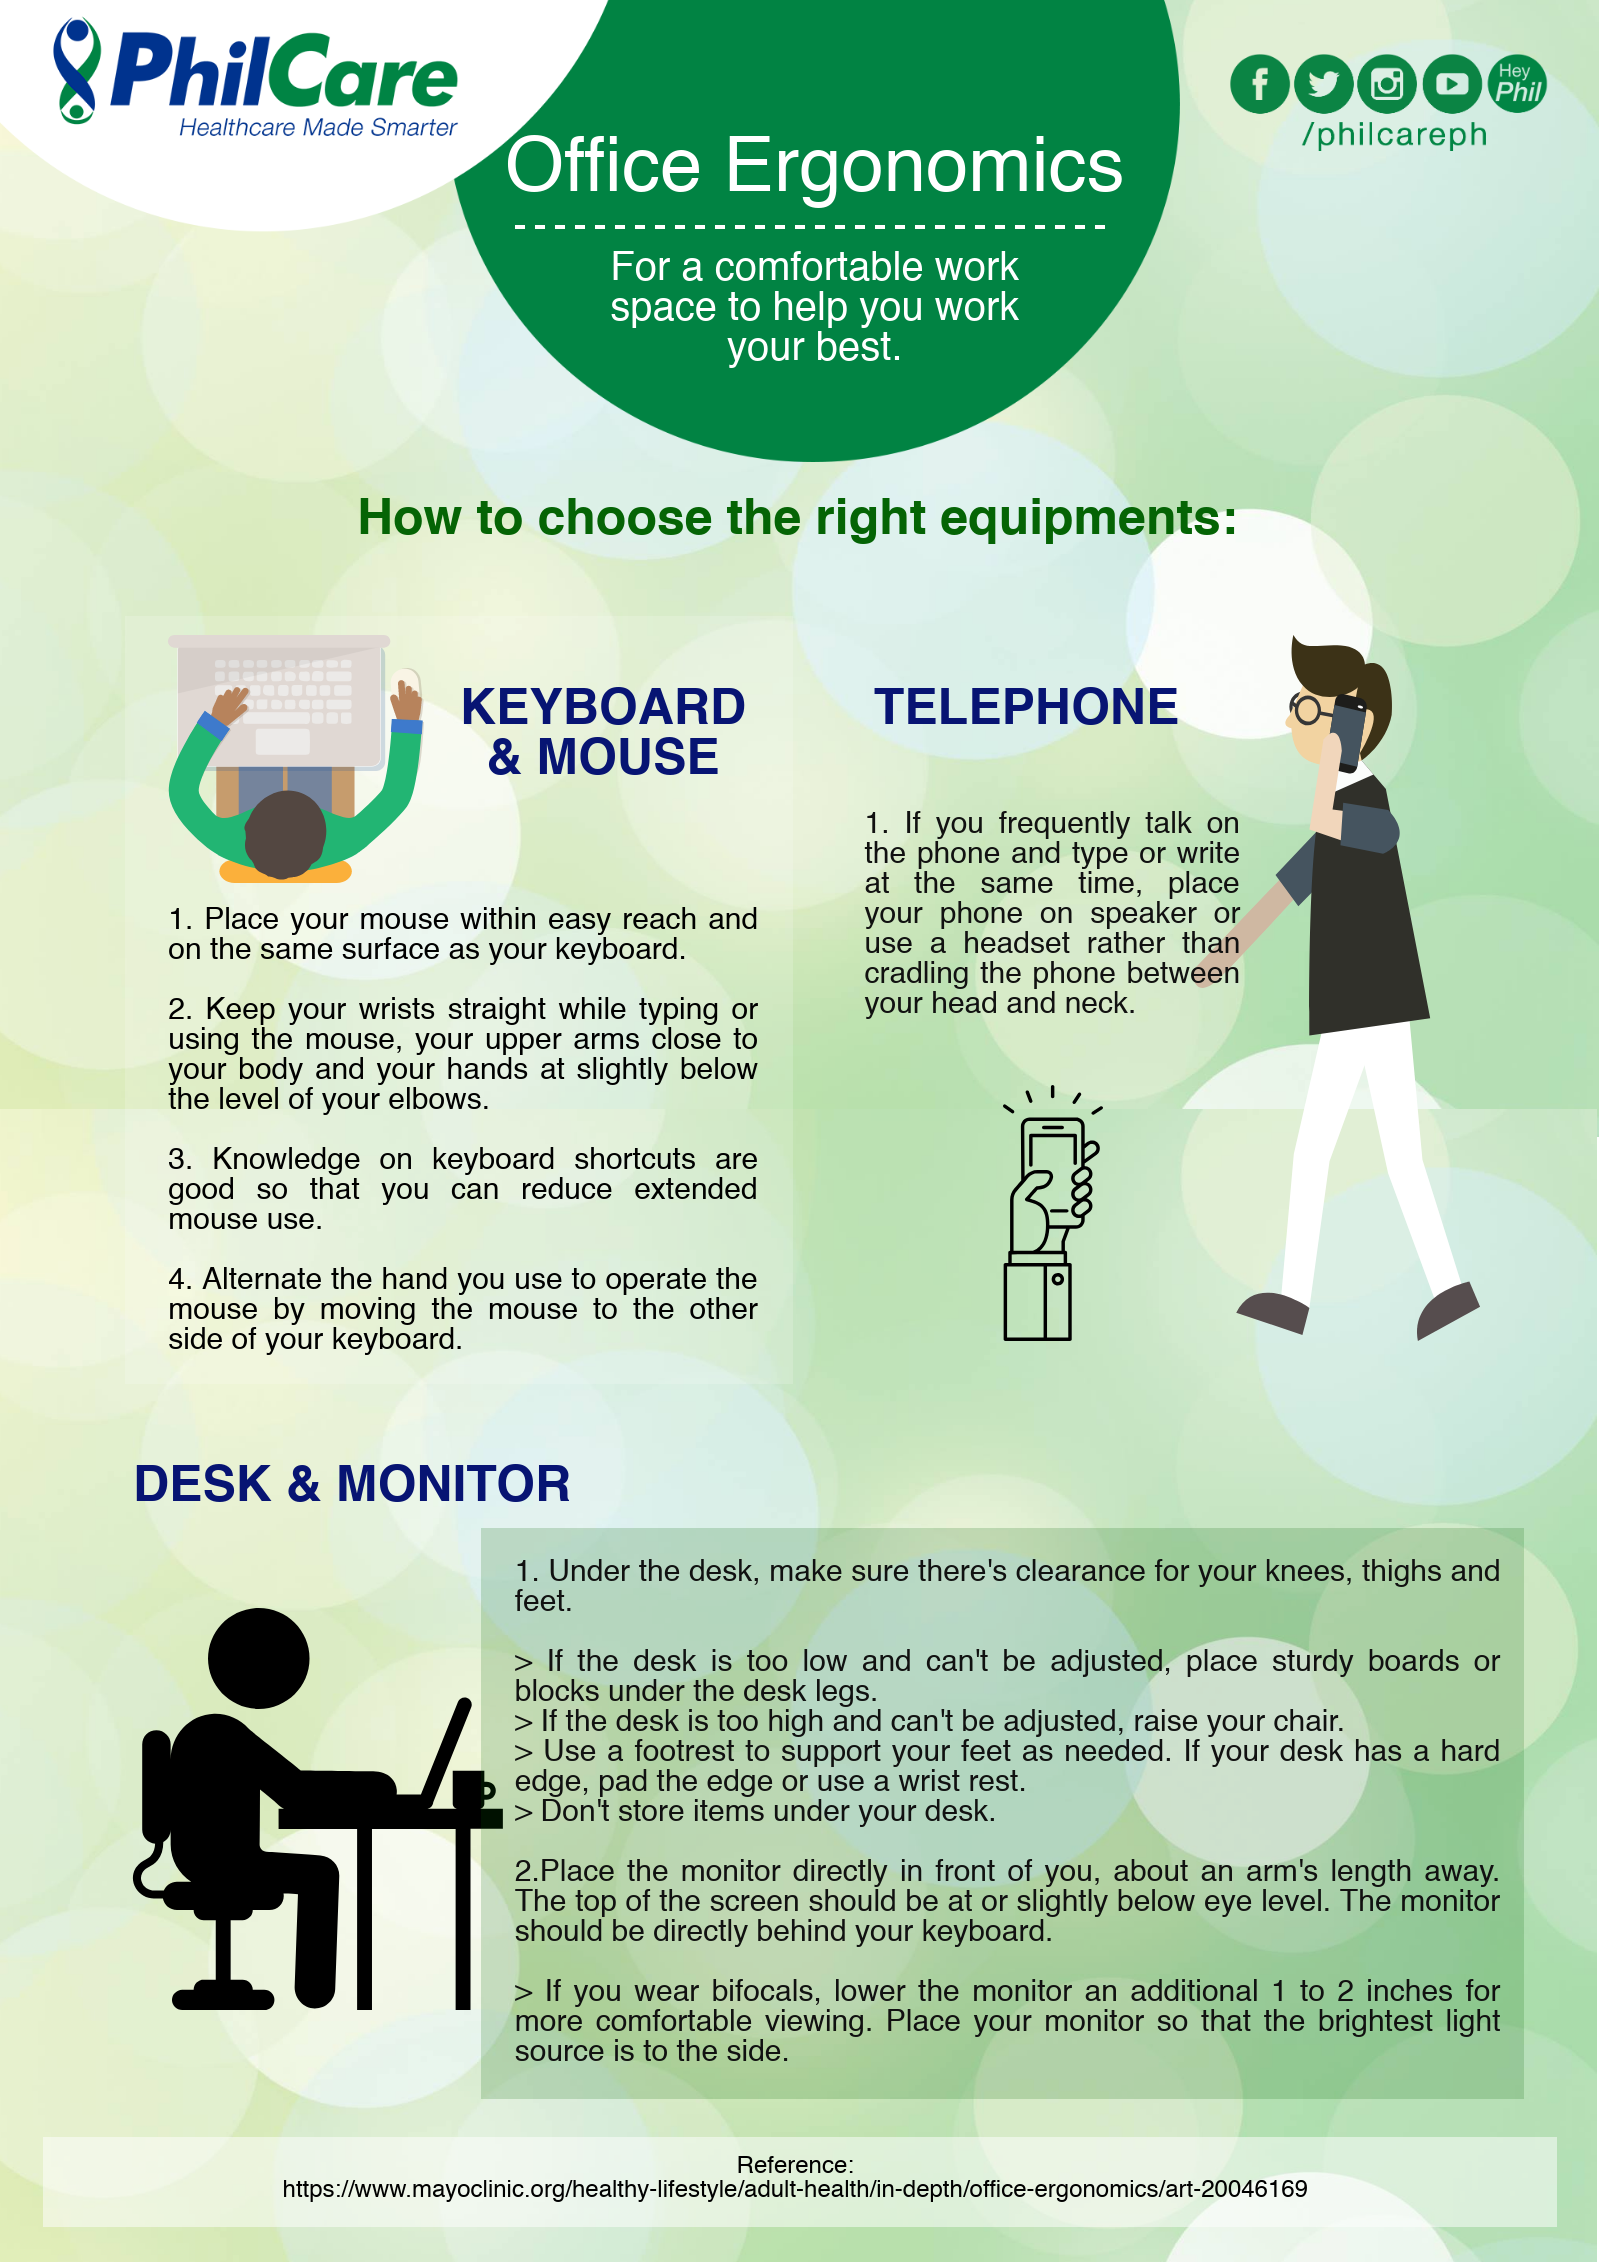 PhilCare
Healthcare Made Smarter
Hey
Phil
/philcareph
Office Ergonomics
For a comfortable work
space to help you work
your best.
How to choose the right equipments:
KEYBOARD
& MOUSE
1. Place your mouse within easy reach and
on the same surface as your keyboard.
2. Keep your wrists straight while typing or
using the mouse, your upper arms close to
your body and your hands at slightly below
the level of your elbows.
3. Knowledge on keyboard shortcuts are
good so that you can reduce extended
mouse use.
4. Alternate the hand you use to operate the
mouse by moving the mouse to the other
side of your keyboard.
TELEPHONE
1. If you frequently talk on
the phone and type or write
at the same time, place
your phone on speaker or
use a headset rather than
cradling the phone between
your head and neck.
DESK & MONITOR
1. Under the desk, make sure there's clearance for your knees, thighs and
feet.
> If the desk is too low and can't be adjusted, place sturdy boards or
blocks under the desk legs.
> If the desk is too high and can't be adjusted, raise your chair.
> Use a footrest to support your feet as needed. If your desk has a hard
edge, pad the edge or use a wrist rest.
> Don't store items under your desk.
2.Place the monitor directly in front of you, about an arm's length away.
The top of the screen should be at or slightly below eye level. The monitor
should be directly behind your keyboard.
> If you wear bifocals, lower the monitor an additional 1 to 2 inches for
more comfortable viewing. Place your monitor so that the brightest light
source is to the side.
Reference:
https://www.mayoclinic.org/healthy-lifestyle/adult-health/in-depth/office-ergonomics/art-20046169